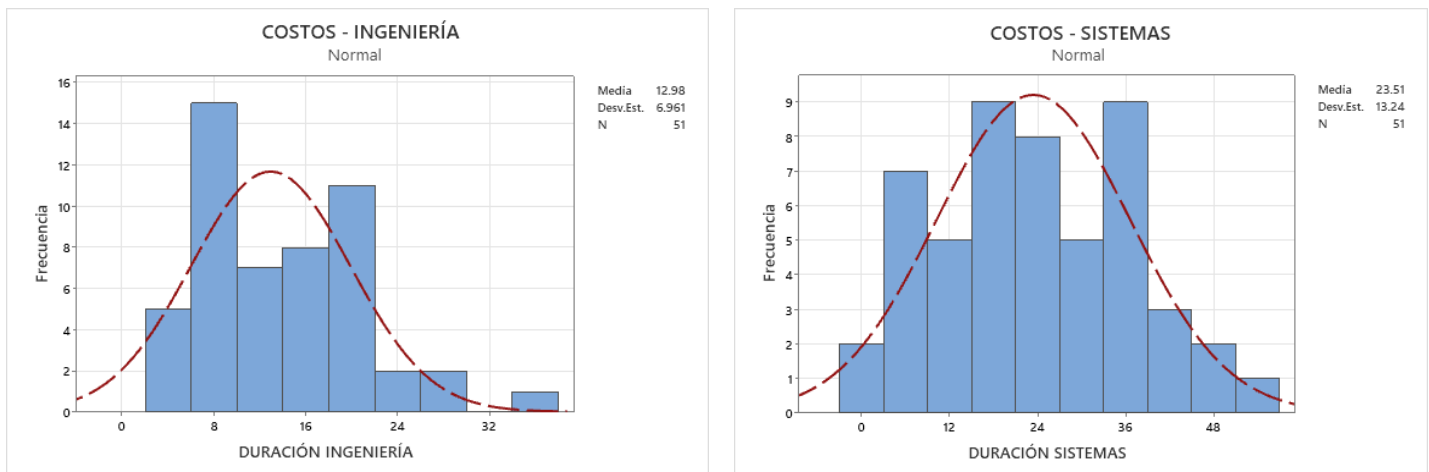 COSTOS - INGENIERÍA
Normal
16
14
12
10
8
6
4
2
0
Frecuencia
0 8 16 24 32
DURACIÓN INGENIERÍA
Media 12.98
Desv.Est. 6.961
N 51
COSTOS - SISTEMAS
Normal
9
8
7
6
5
4
3
2
1
0
Frecuencia
0 12 24 36 48
DURACIÓN SISTEMAS
Media 23.51
Desv.Est. 13.24
N 51